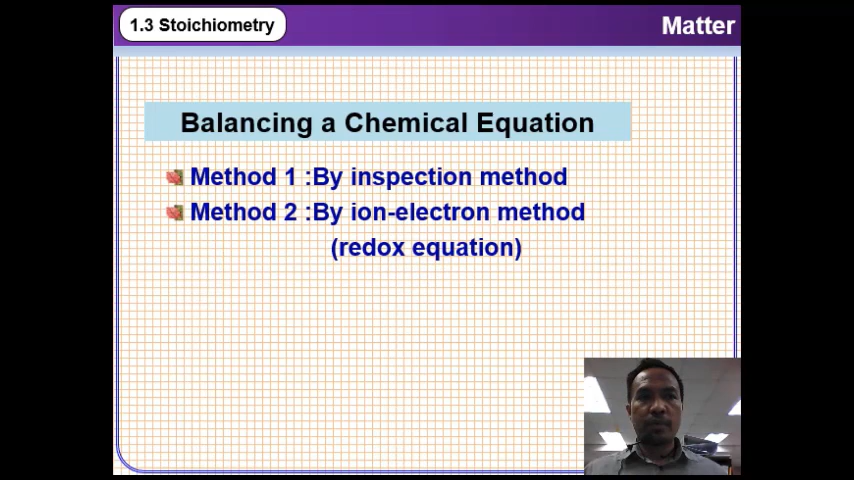 1.3 Stoichiometry
Matter
Balancing a Chemical Equation
Method 1 :By inspection method
Method 2 :By ion-electron method
(redox equation)